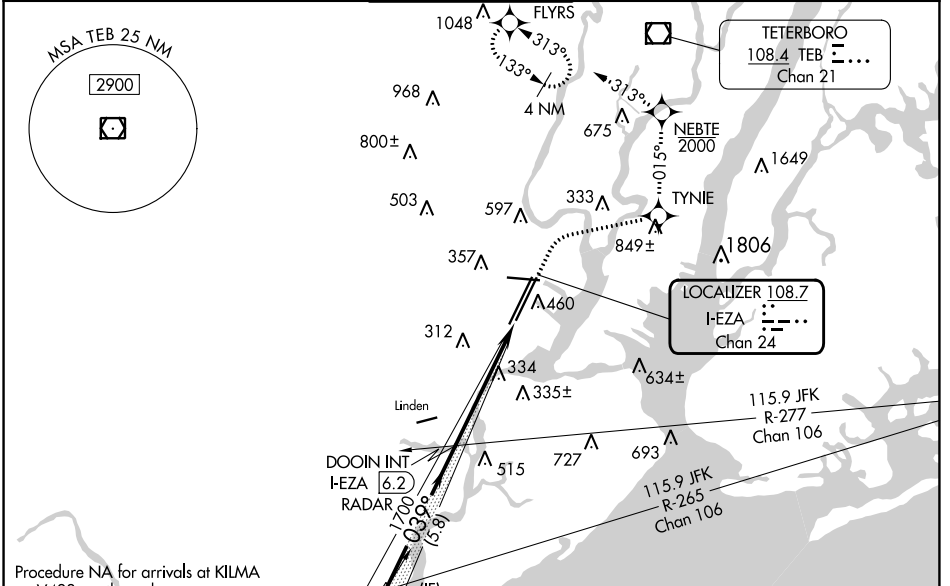 MSA TEB 25 NM
2900
1048
FLYRS
313°
133°
4 NM
313°
TETERBORO
108.4 TEB
Chan 21
968
800±
675
NEBTE
2000
015°
1649
503
597
333
TYNIE
849±
357
1806
460
LOCALIZER 108.7
I-EZA
Chan 24
312
334
335±
634±
Linden
115.9 JFK
R-277
Chan 106
DOOIN INT
I-EZA 6.2
RADAR
515
727
693
1700
039°
(5.8)
115.9 JFK
R-265
Chan 106
Procedure NA for arrivals at KILMA
(IF)